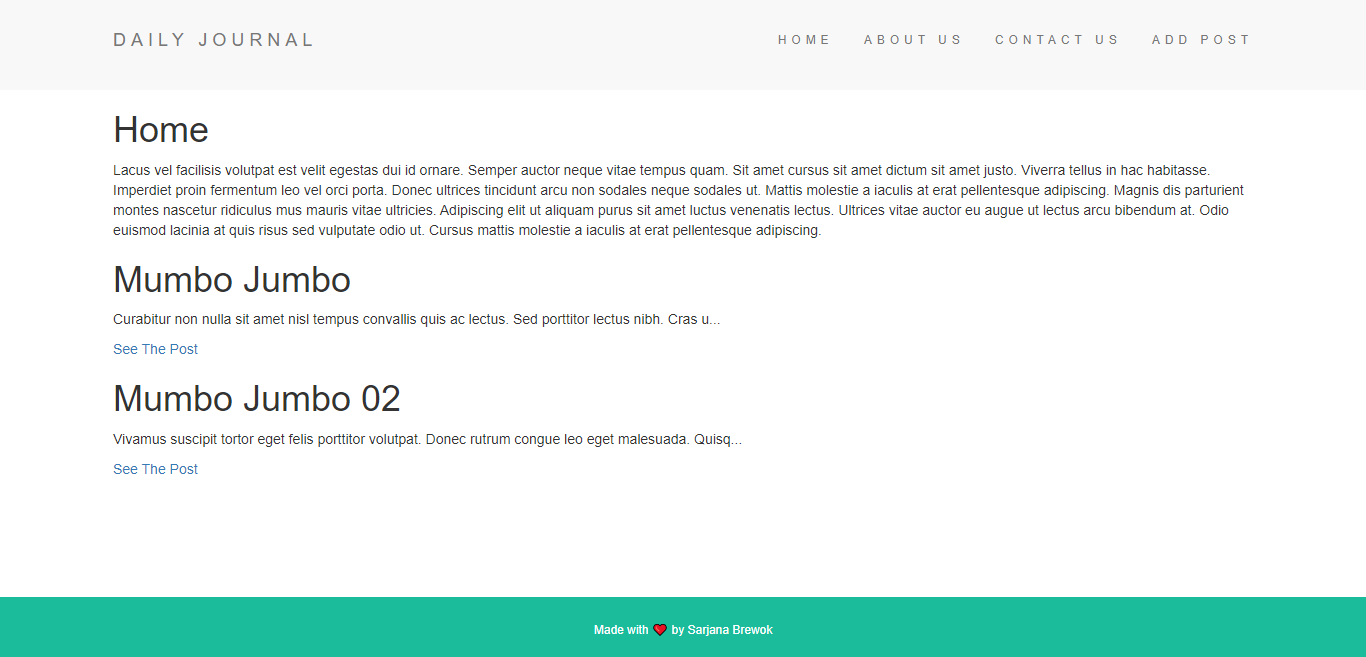 DAILY JOURNAL
HOME ABOUT US CONTACT US ADD POST
Home
Lacus vel facilisis volutpat est velit egestas dui id ornare. Semper auctor neque vitae tempus quam. Sit amet cursus sit amet dictum sit amet justo. Viverra tellus in hac habitasse.
Imperdiet proin fermentum leo vel orci porta. Donec ultrices tincidunt arcu non sodales neque sodales ut. Mattis molestie a iaculis at erat pellentesque adipiscing. Magnis dis parturient
montes nascetur ridiculus mus mauris vitae ultricies. Adipiscing elit ut aliquam purus sit amet luctus venenatis lectus. Ultrices vitae auctor eu augue ut lectus arcu bibendum at. Odio
euismod lacinia at quis risus sed vulputate odio ut. Cursus mattis molestie a iaculis at erat pellentesque adipiscing.
Mumbo Jumbo
Curabitur non nulla sit amet nisl tempus convallis quis ac lectus. Sed porttitor lectus nibh. Cras u...
See The Post
Mumbo Jumbo 02
Vivamus suscipit tortor eget felis porttitor volutpat. Donec rutrum congue leo eget malesuada. Quisq...
See The Post
Made with ❤ by Sarjana Brewok